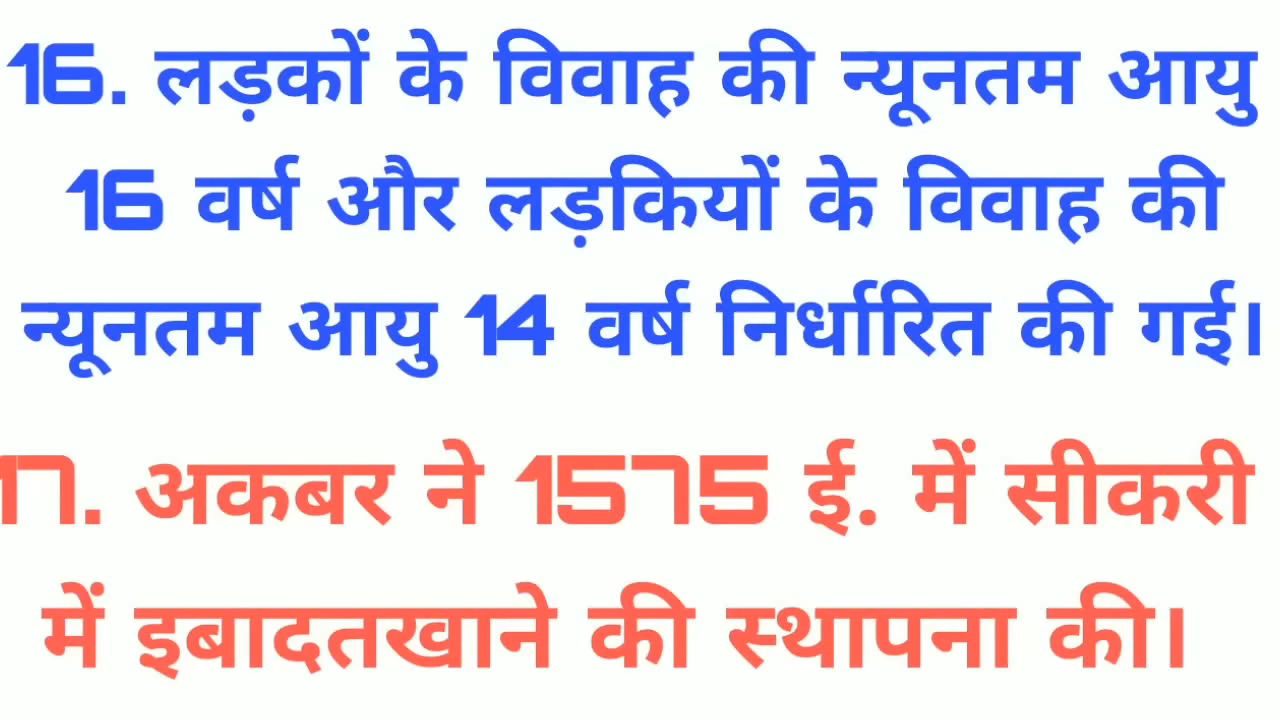 16. लड़कों के विवाह की न्यूनतम आयु
16 वर्ष और लड़कियों के विवाह की
न्यूनतम आयु 14 वर्ष निर्धारित की गई।
17. अकबर ने 1575 ई. में सीकरी
में इबादतखाने की स्थापना की।